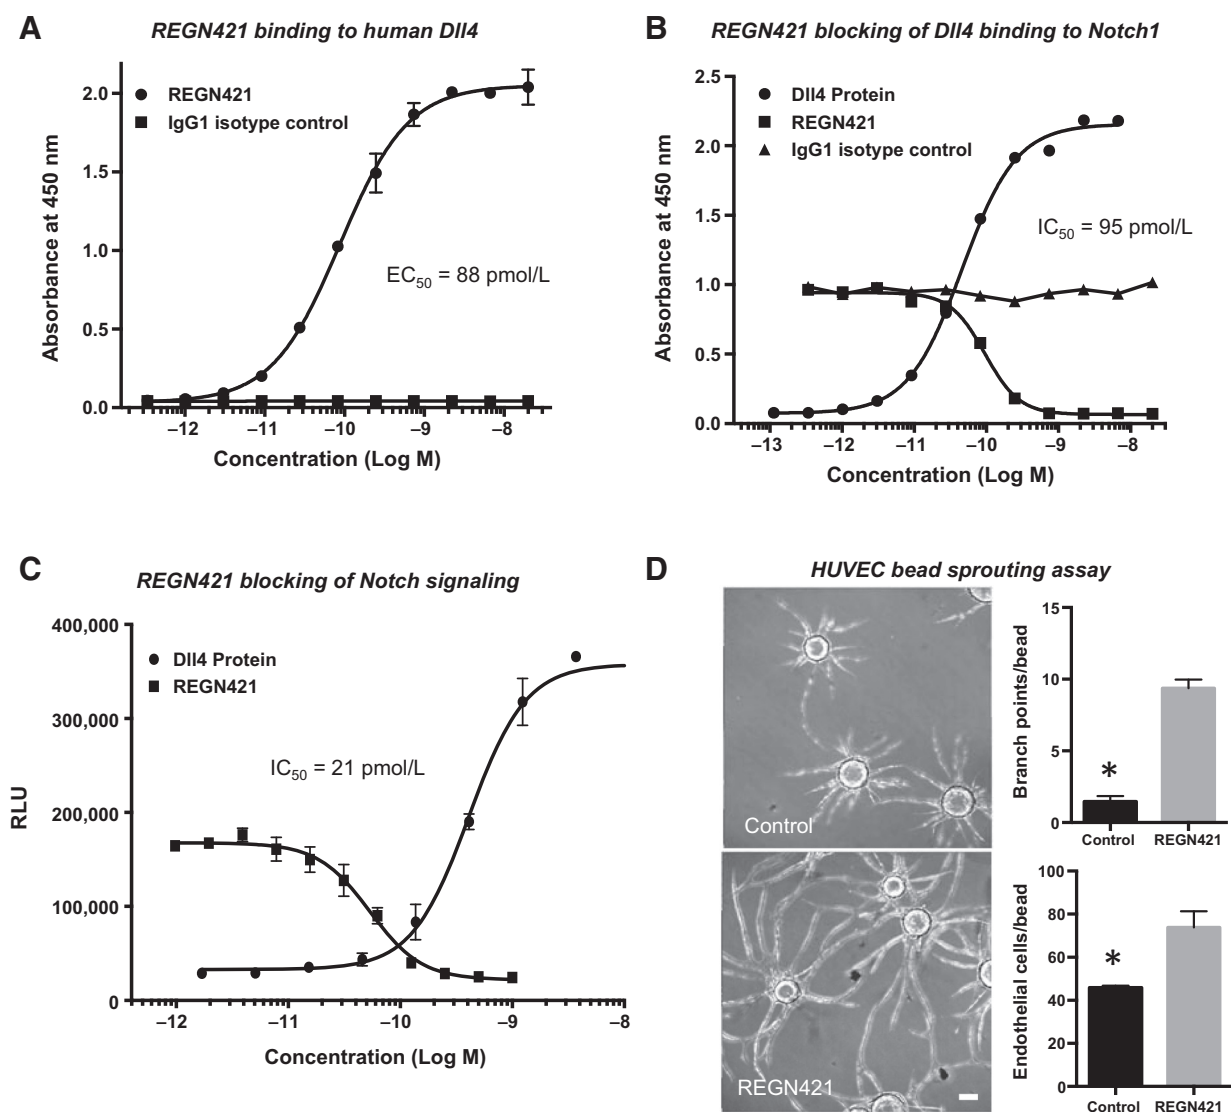 A
REGN421 binding to human Dll4
REGN421
IgG1 isotype control
EC50 = 88 pmol/L
Absorbance at 450 nm
2.0
1.5
1.0
0.5
0.0
–12
–11
–10
–9
–8
Concentration (Log M)
B
REGN421 blocking of Dll4 binding to Notch1
Dll4 Protein
REGN421
IgG1 isotype control
IC50 = 95 pmol/L
Absorbance at 450 nm
2.5
2.0
1.5
1.0
0.5
0.0
–13
–12
–11
–10
–9
–8
Concentration (Log M)
C
REGN421 blocking of Notch signaling
Dll4 Protein
REGN421
IC50 = 21 pmol/L
RLU
400,000
300,000
200,000
100,000
0
–12
–11
–10
–9
–8
Concentration (Log M)
D
HUVEC bead sprouting assay
Control
REGN421
Branch points/bead
15
10
5
0
*
Control
REGN421
Endothelial cells/bead
100
80
60
40
20
0
*
Control
REGN421